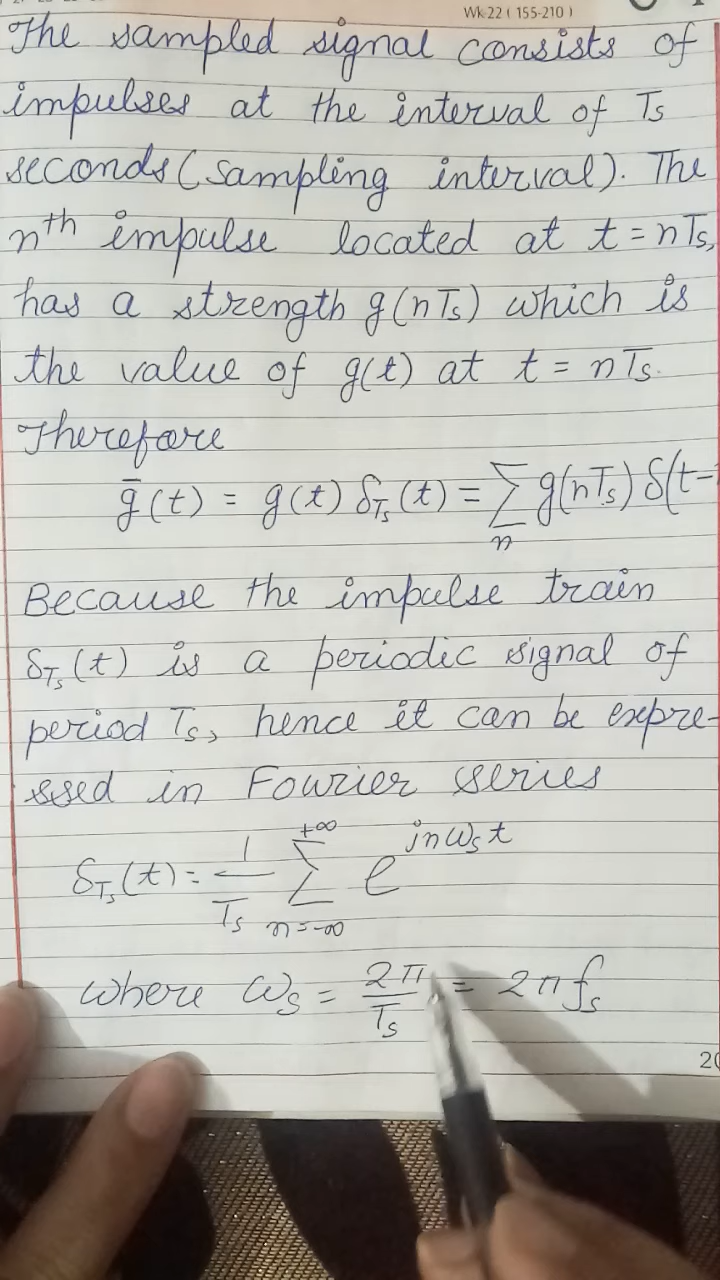 Wk 22 ( 155-210 )
The sampled signal consists of
impulses at the interval of Ts
seconds (sampling interval). The
nth impulse located at t = nTs,
has a strength g(nTs) which is
the value of g(t) at t = nTs.
Therefore
ḡ(t) = g(t) δTs(t) = Σn g(nTs) δ(t-
Because the impulse train
δTs(t) is a periodic signal of
period Ts, hence it can be expre-
ssed in Fourier series
δTs(t) = 1/Ts Σ n=-∞ +∞ e^jnωst
where ωs = 2π/Ts = 2πfs